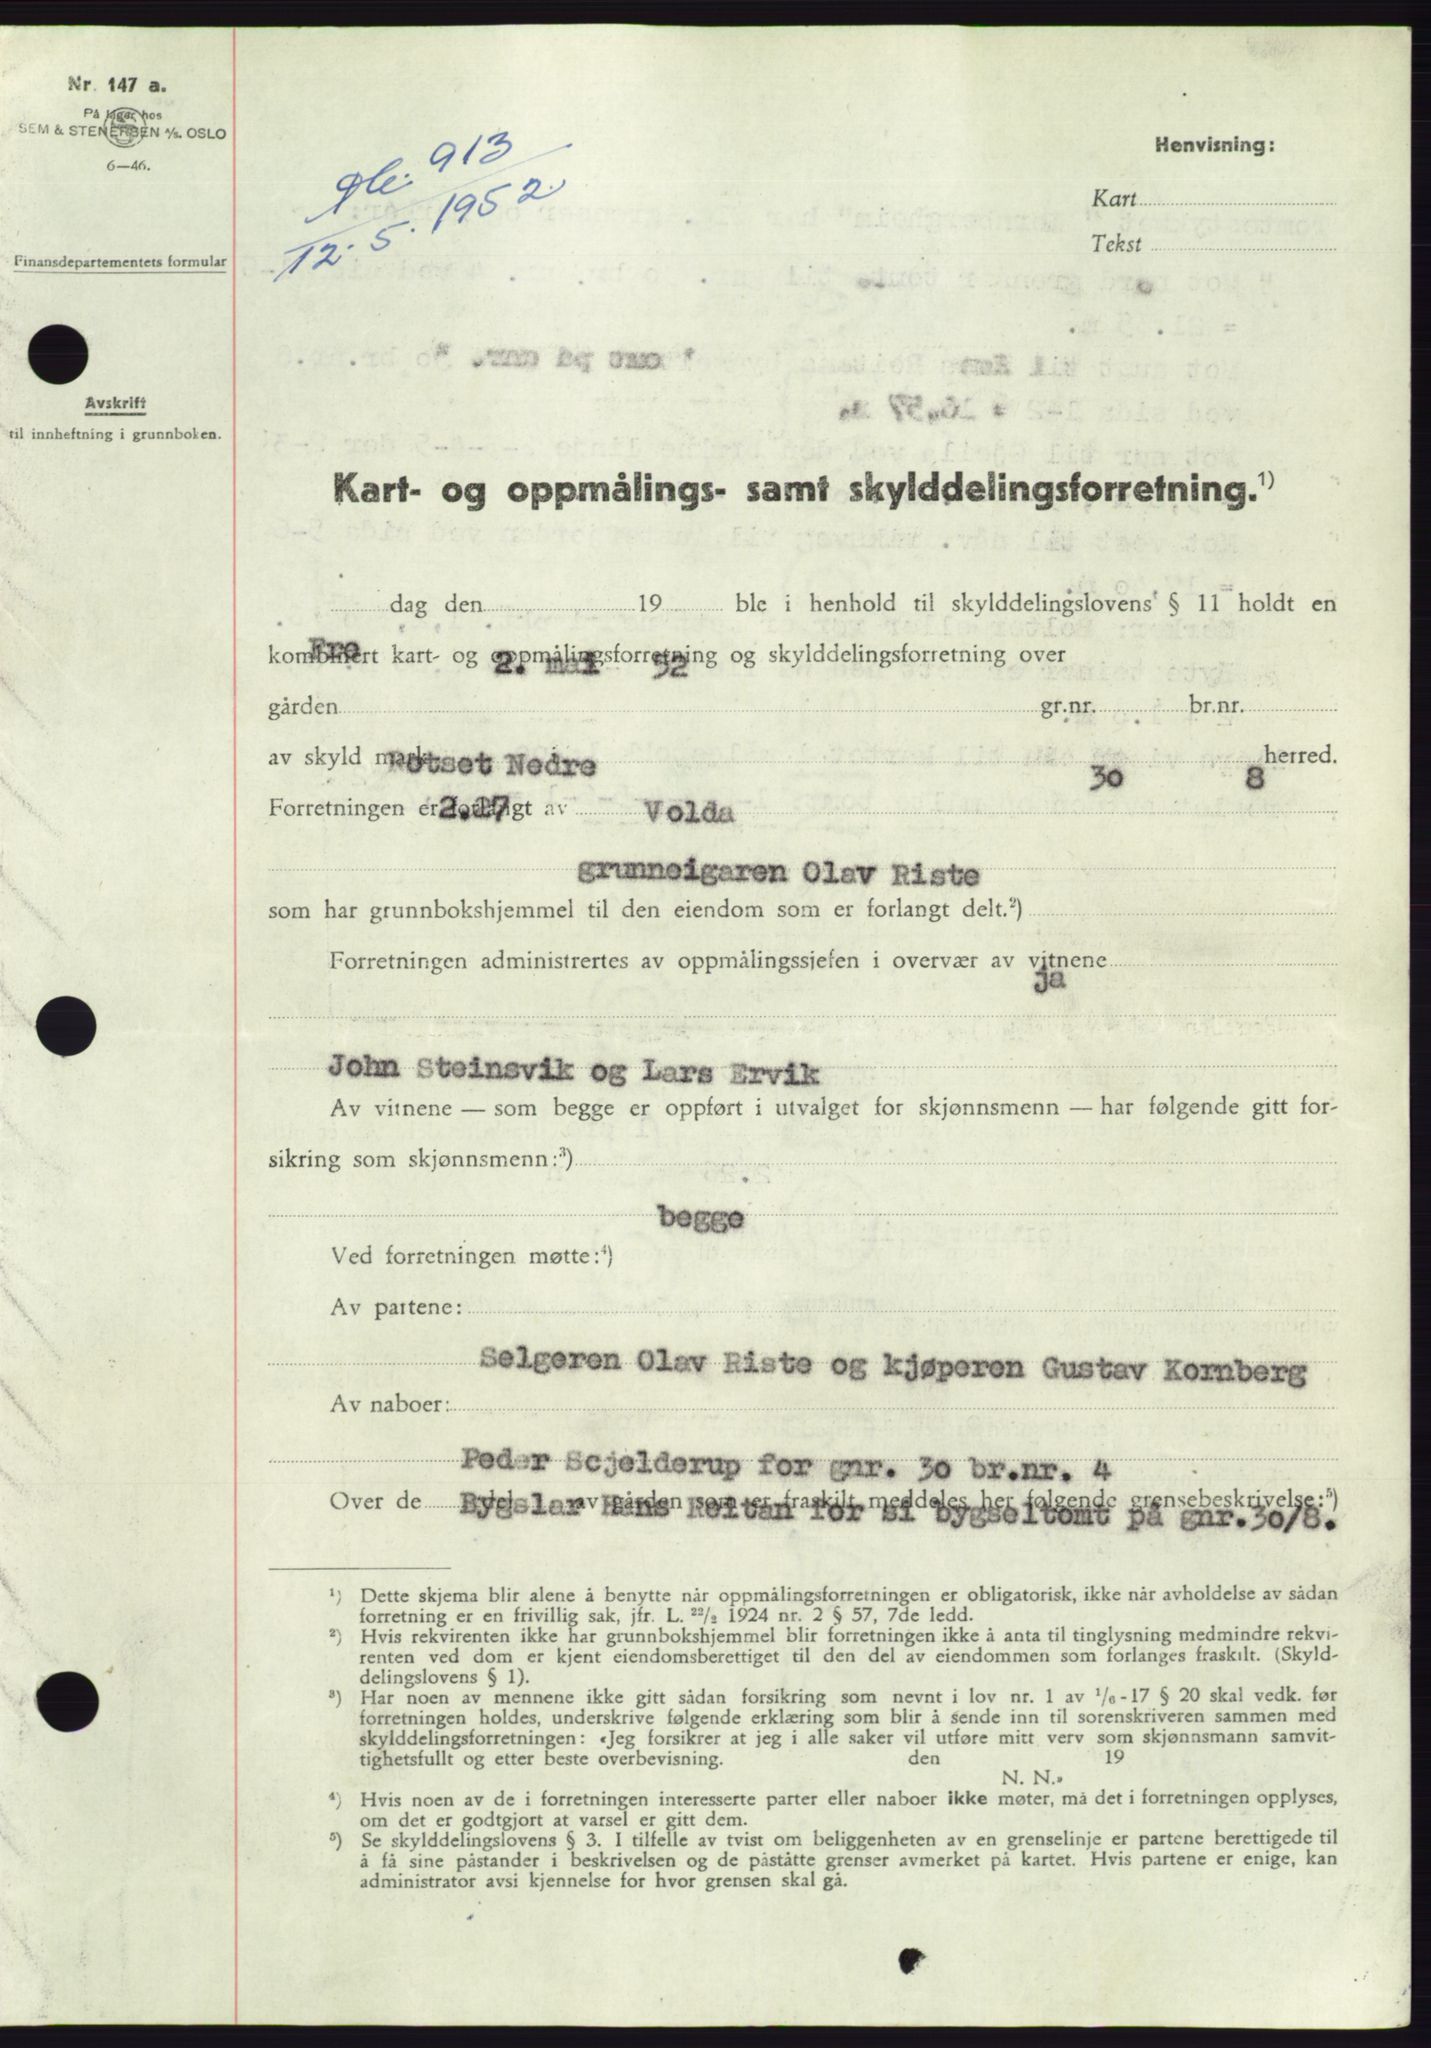 Nr. 147 a.
På lager hos
SEM & STENERSEN A/S. OSLO
6—46.
Finansdepartementets formular
Avskrift
til innheftning i grunnboken.
913
12. 5. 1952.
Henvisning:
Kart
Tekst
Kart- og oppmålings- samt skylddelingsforretning.¹)
dag den 19 ble i henhold til skylddelingslovens § 11 holdt en
Fre 2. mai 52
kombinert kart- og oppmålingsforretning og skylddelingsforretning over
gården gr.nr. br.nr.
av skyld mark herred.
Rotset Nedre 30 8
Forretningen er forlangt av
2.27 Volda
grunneigaren Olav Riste
som har grunnbokshjemmel til den eiendom som er forlangt delt.²)
Forretningen administrertes av oppmålingssjefen i overvær av vitnene
ja
John Steinsvik og Lars Ervik
Av vitnene — som begge er oppført i utvalget for skjønnsmenn — har følgende gitt for-
sikring som skjønnsmenn:³)
begge
Ved forretningen møtte:⁴)
Av partene:
Selgeren Olav Riste og kjøperen Gustav Kornberg
Av naboer:
Peder Scjelderup for gnr. 30 br.nr. 4
Over de del av gården som er fraskilt meddeles her følgende grensebeskrivelse:⁵)
Bygslar Hans Reitan for si bygseltomt på gnr.30/8.
¹) Dette skjema blir alene å benytte når oppmålingsforretningen er obligatorisk, ikke når avholdelse av sådan
forretning er en frivillig sak, jfr. L. ²²/₂ 1924 nr. 2 § 57, 7de ledd.
²) Hvis rekvirenten ikke har grunnbokshjemmel blir forretningen ikke å anta til tinglysning medmindre rekvi-
renten ved dom er kjent eiendomsberettiget til den del av eiendommen som forlanges fraskilt. (Skyld-
delingslovens § 1).
³) Har noen av mennene ikke gitt sådan forsikring som nevnt i lov nr. 1 av ¹/₆-17 § 20 skal vedk. før
forretningen holdes, underskrive følgende erklæring som blir å sende inn til sorenskriveren sammen med
skylddelingsforretningen: «Jeg forsikrer at jeg i alle saker vil utføre mitt verv som skjønnsmann samvit-
tighetsfullt og etter beste overbevisning. den 19
N. N.»
⁴) Hvis noen av de i forretningen interesserte parter eller naboer ikke møter, må det i forretningen opplyses,
om det er godtgjort at varsel er gitt dem.
⁵) Se skylddelingslovens § 3. I tilfelle av tvist om beliggenheten av en grenselinje er partene berettigede til
å få sine påstander i beskrivelsen og de påståtte grenser avmerket på kartet. Hvis partene er enige, kan
administrator avsi kjennelse for hvor grensen skal gå.